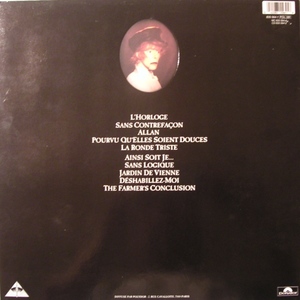 L'Horloge
Sans Contrefaçon
Allan
Pourvu Qu'elles Soient Douces
La Ronde Triste
Ainsi Soit Je...
Sans Logique
Jardin De Vienne
Déshabillez-Moi
The Farmer's Conclusion
polydor